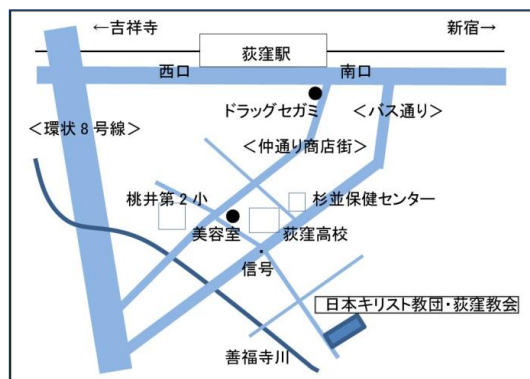 ←吉祥寺
新宿→
荻窪駅
西口
南口
ドラッグセガミ
＜バス通り＞
＜環状8号線＞
＜仲通り商店街＞
桃井第2小
杉並保健センター
美容室
荻窪高校
信号
日本キリスト教団・荻窪教会
善福寺川